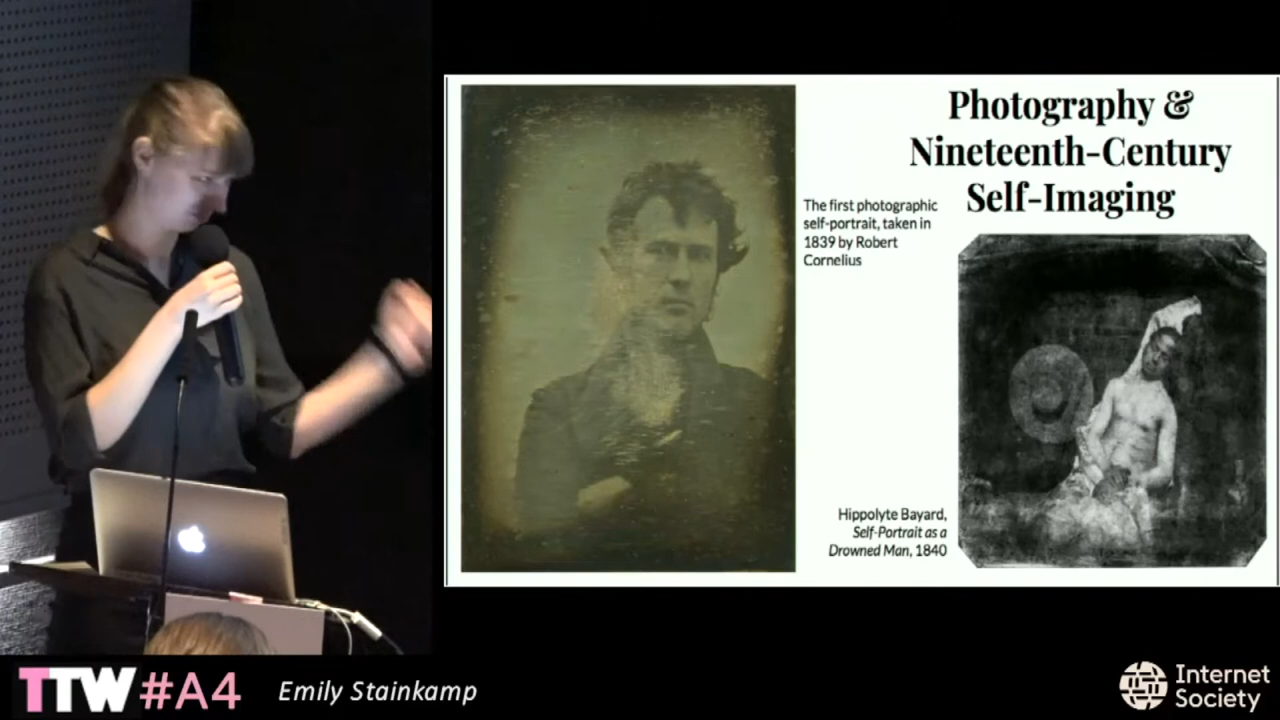 Photography &
Nineteenth-Century
Self-Imaging
The first photographic
self-portrait, taken in
1839 by Robert
Cornelius
Hippolyte Bayard,
Self-Portrait as a
Drowned Man, 1840
TTW #A4
Emily Stainkamp
Internet
Society